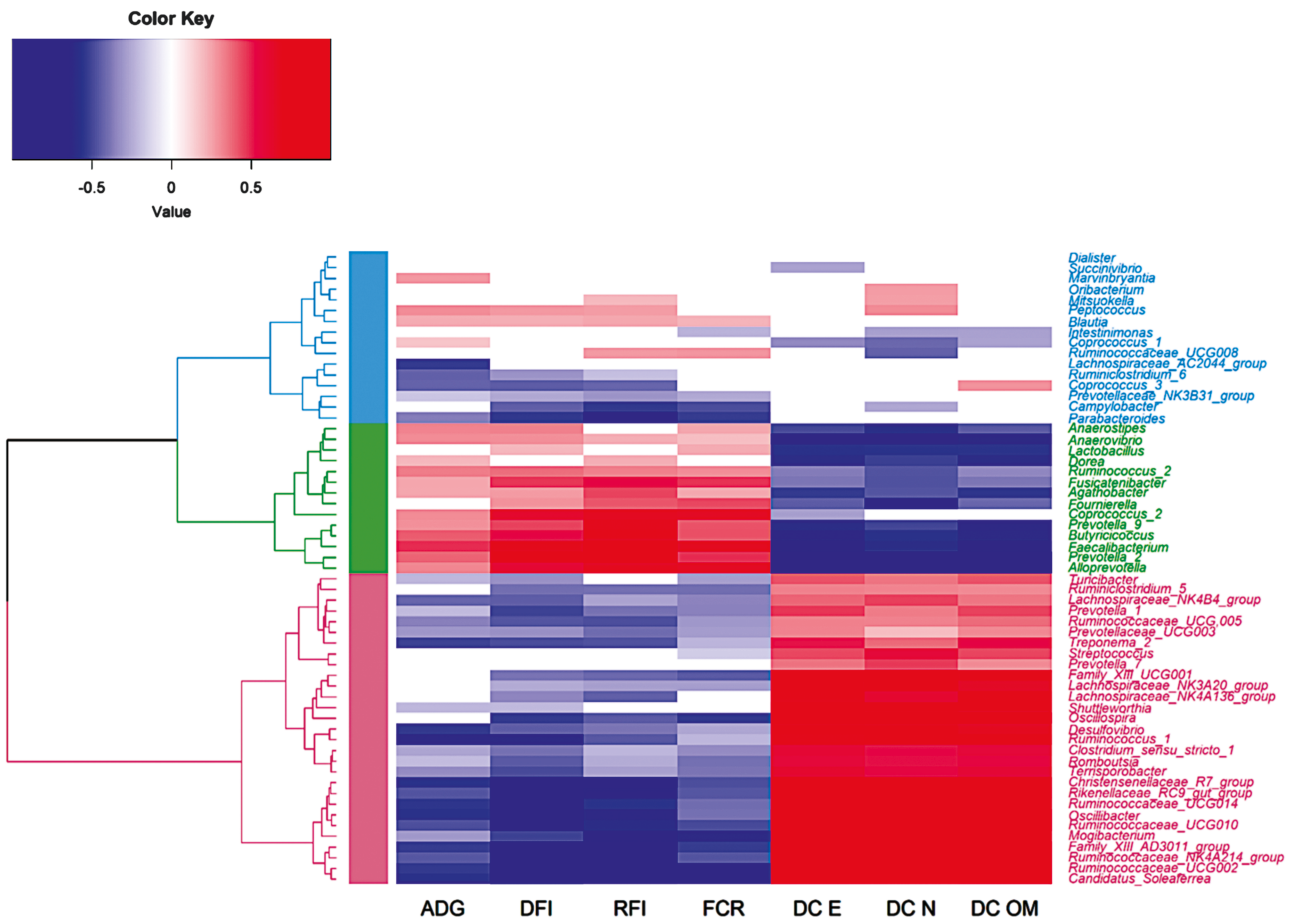 Color Key
-0.5 0 0.5
Value
Dialister
Succinivibrio
Marvinbryantia
Oribacterium
Mitsuokella
Peptococcus
Blautia
Intestinimonas
Coprococcus_1
Ruminococcaceae_UCG008
Lachnospiraceae_AC2044_group
Ruminiclostridium_6
Coprococcus_3
Prevotellaceae_NK3B31_group
Campylobacter
Parabacteroides
Anaerostipes
Anaerovibrio
Lactobacillus
Dorea
Ruminococcus_2
Fusicatenibacter
Agathobacter
Fournierella
Coprococcus_2
Prevotella_9
Butyricicoccus
Faecalibacterium
Prevotella_2
Alloprevotella
Turicibacter
Ruminiclostridium_5
Lachnospiraceae_NK4B4_group
Prevotella_1
Ruminococcaceae_UCG.005
Prevotellaceae_UCG003
Treponema_2
Streptococcus
Prevotella_7
Family_XIII_UCG001
Lachnospiraceae_NK3A20_group
Lachnospiraceae_NK4A136_group
Shuttleworthia
Oscillospira
Desulfovibrio
Ruminococcus_1
Clostridium_sensu_stricto_1
Romboutsia
Terrisporobacter
Christensenellaceae_R7_group
Rikenellaceae_RC9_gut_group
Ruminococcaceae_UCG014
Oscillibacter
Ruminococcaceae_UCG010
Mogibacterium
Family_XIII_AD3011_group
Ruminococcaceae_NK4A214_group
Ruminococcaceae_UCG002
Candidatus_Soleaferrea
ADG DFI RFI FCR DC E DC N DC OM